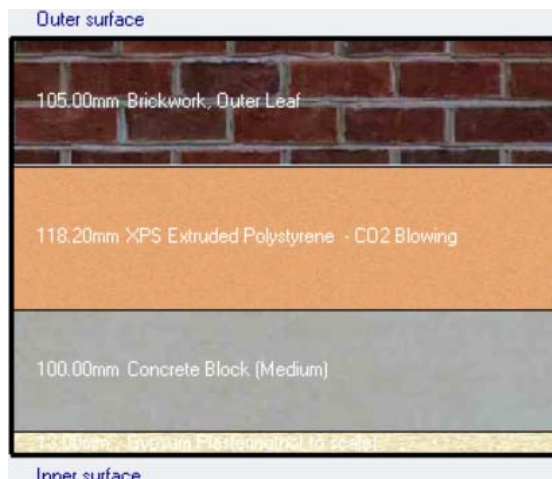 Outer surface
105.00mm Brickwork, Outer Leaf
118.20mm XPS Extruded Polystyrene - CO2 Blowing
100.00mm Concrete Block (Medium)
13.00mm Gypsum Plastering(not to scale)
Inner surface